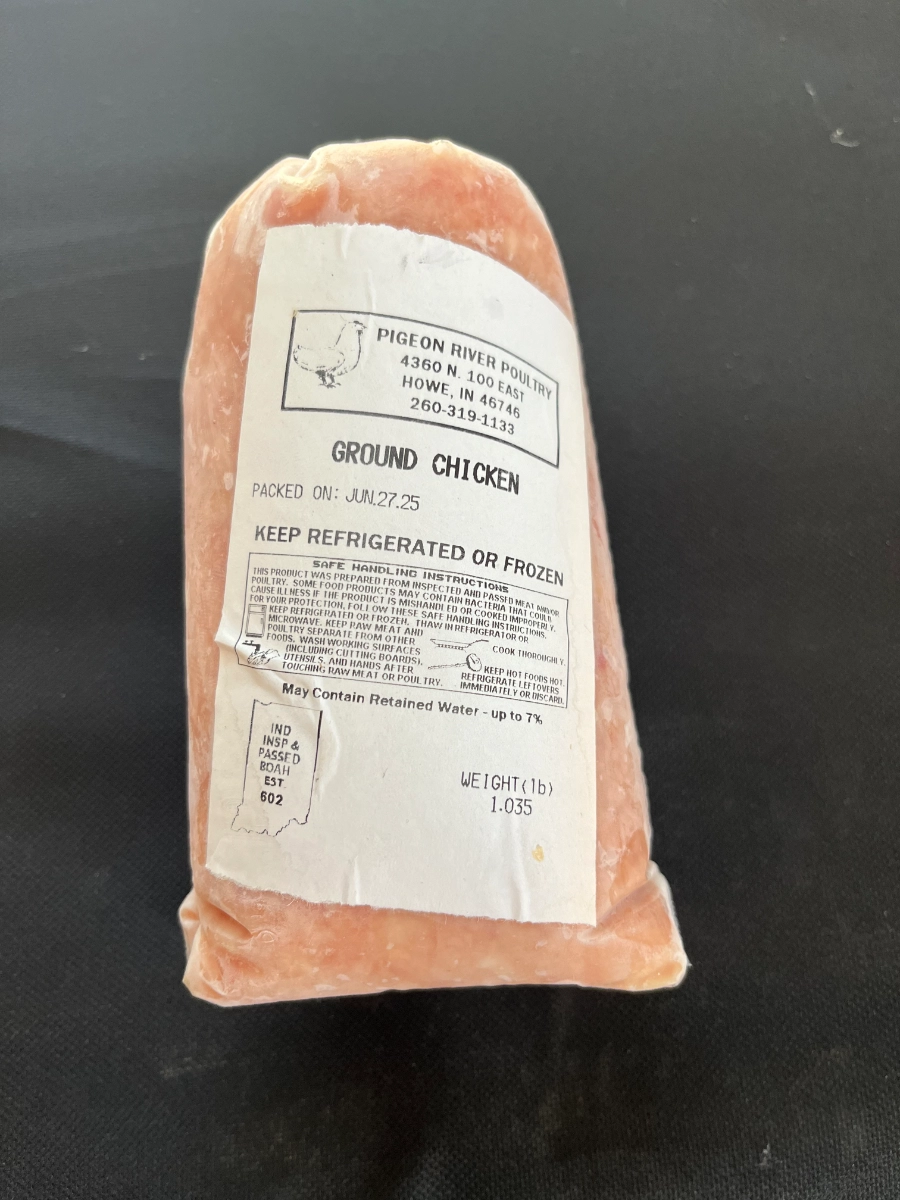 PIGEON RIVER POULTRY
4360 N. 100 EAST
HOWE, IN 46746
260-319-1133
GROUND CHICKEN
PACKED ON: JUN.27.25
KEEP REFRIGERATED OR FROZEN
SAFE HANDLING INSTRUCTIONS
THIS PRODUCT WAS PREPARED FROM INSPECTED AND PASSED MEAT AND/OR
POULTRY. SOME FOOD PRODUCTS MAY CONTAIN BACTERIA THAT COULD
CAUSE ILLNESS IF THE PRODUCT IS MISHANDLED OR COOKED IMPROPERLY.
FOR YOUR PROTECTION, FOLLOW THESE SAFE HANDLING INSTRUCTIONS.
KEEP REFRIGERATED OR FROZEN. THAW IN REFRIGERATOR OR
MICROWAVE. KEEP RAW MEAT AND
POULTRY SEPARATE FROM OTHER
FOODS. WASH WORKING SURFACES
(INCLUDING CUTTING BOARDS),
UTENSILS, AND HANDS AFTER
TOUCHING RAW MEAT OR POULTRY.
COOK THOROUGHLY.
KEEP HOT FOODS HOT.
REFRIGERATE LEFTOVERS
IMMEDIATELY OR DISCARD.
May Contain Retained Water - up to 7%
IND
INSP &
PASSED
BOAH
EST
602
WEIGHT(lb)
1.035